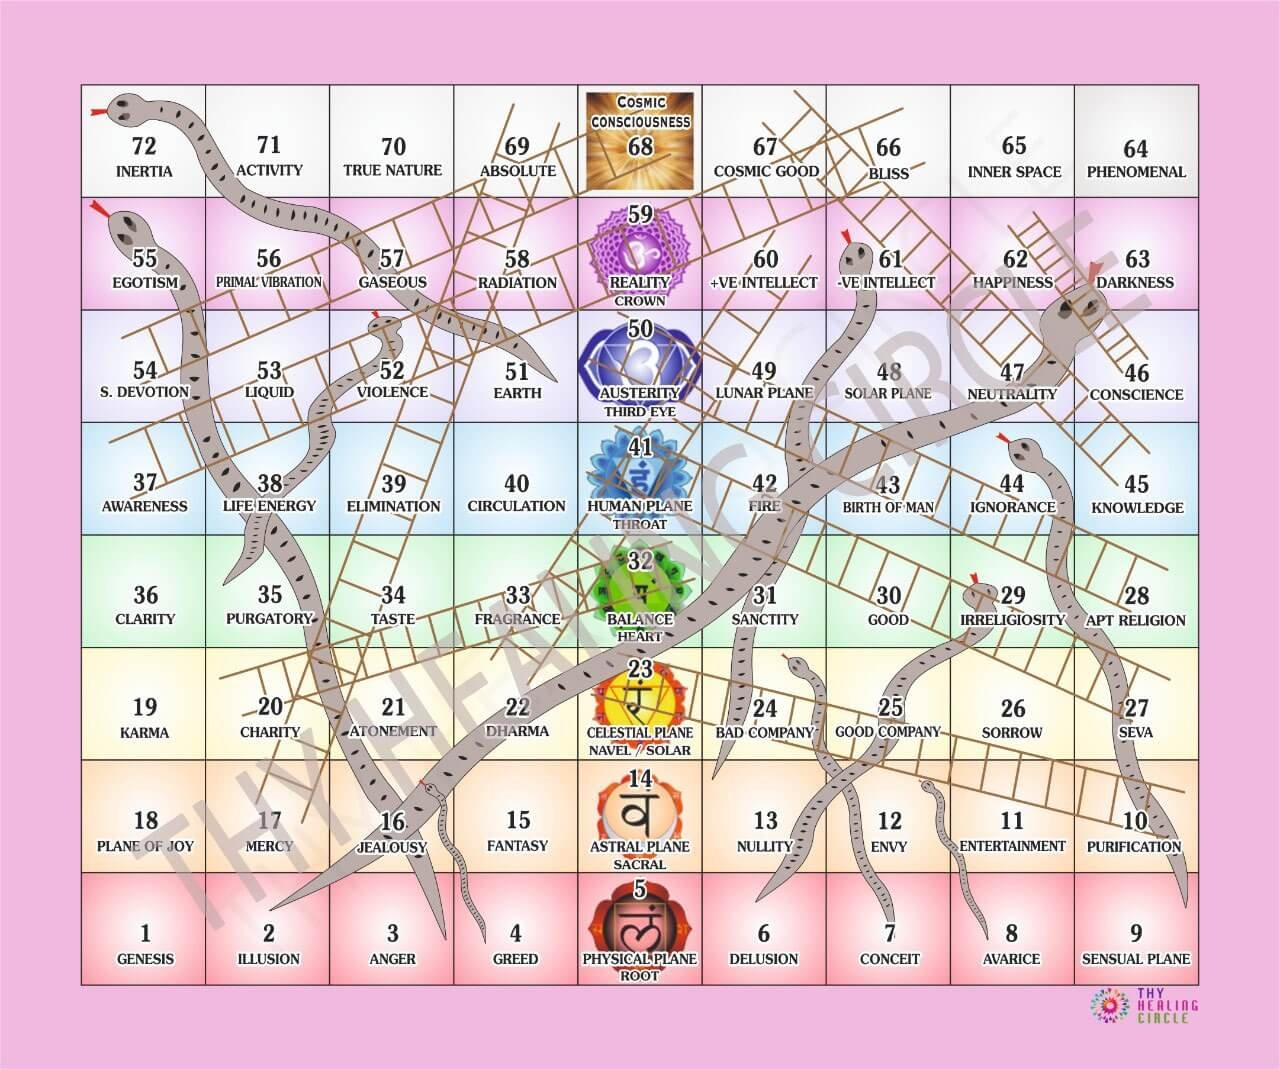 72
INERTIA
71
ACTIVITY
70
TRUE NATURE
69
ABSOLUTE
COSMIC
CONSCIOUSNESS
68
67
COSMIC GOOD
66
BLISS
65
INNER SPACE
64
PHENOMENAL
55
EGOTISM
56
PRIMAL VIBRATION
57
GASEOUS
58
RADIATION
59
ॐ
REALITY
CROWN
60
+VE INTELLECT
61
-VE INTELLECT
62
HAPPINESS
63
DARKNESS
54
S. DEVOTION
53
LIQUID
52
VIOLENCE
51
EARTH
50
ॐ
AUSTERITY
THIRD EYE
49
LUNAR PLANE
48
SOLAR PLANE
47
NEUTRALITY
46
CONSCIENCE
37
AWARENESS
38
LIFE ENERGY
39
ELIMINATION
40
CIRCULATION
41
हं
HUMAN PLANE
THROAT
42
FIRE
43
BIRTH OF MAN
44
IGNORANCE
45
KNOWLEDGE
36
CLARITY
35
PURGATORY
34
TASTE
33
FRAGRANCE
32
BALANCE
HEART
31
SANCTITY
30
GOOD
29
IRRELIGIOSITY
28
APT RELIGION
19
KARMA
20
CHARITY
21
ATONEMENT
22
DHARMA
23
रं
CELESTIAL PLANE
NAVEL / SOLAR
24
BAD COMPANY
25
GOOD COMPANY
26
SORROW
27
SEVA
18
PLANE OF JOY
17
MERCY
16
JEALOUSY
15
FANTASY
14
व
ASTRAL PLANE
SACRAL
13
NULLITY
12
ENVY
11
ENTERTAINMENT
10
PURIFICATION
1
GENESIS
2
ILLUSION
3
ANGER
4
GREED
5
लं
PHYSICAL PLANE
ROOT
6
DELUSION
7
CONCEIT
8
AVARICE
9
SENSUAL PLANE
THY HEALING CIRCLE
THY
HEALING
CIRCLE